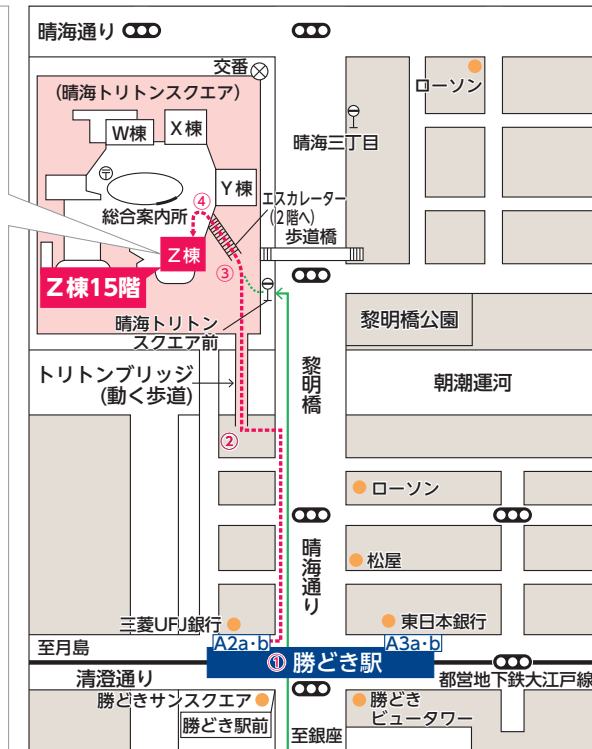 晴海通り
交番
ローソン
(晴海トリトンスクエア)
X棟
W棟
晴海三丁目
Y棟
エスカレーター
(2階へ)
④
総合案内所
歩道橋
Z棟
③
Z棟15階
晴海トリトン
スクエア前
黎明橋公園
黎明橋
トリトンブリッジ
(動く歩道)
朝潮運河
②
ローソン
晴海通り
松屋
三菱UFJ銀行
東日本銀行
A2a・b
A3a・b
至月島
① 勝どき駅
清澄通り
都営地下鉄大江戸線
勝どきサンスクエア
勝どき
ビュータワー
勝どき駅前
至銀座